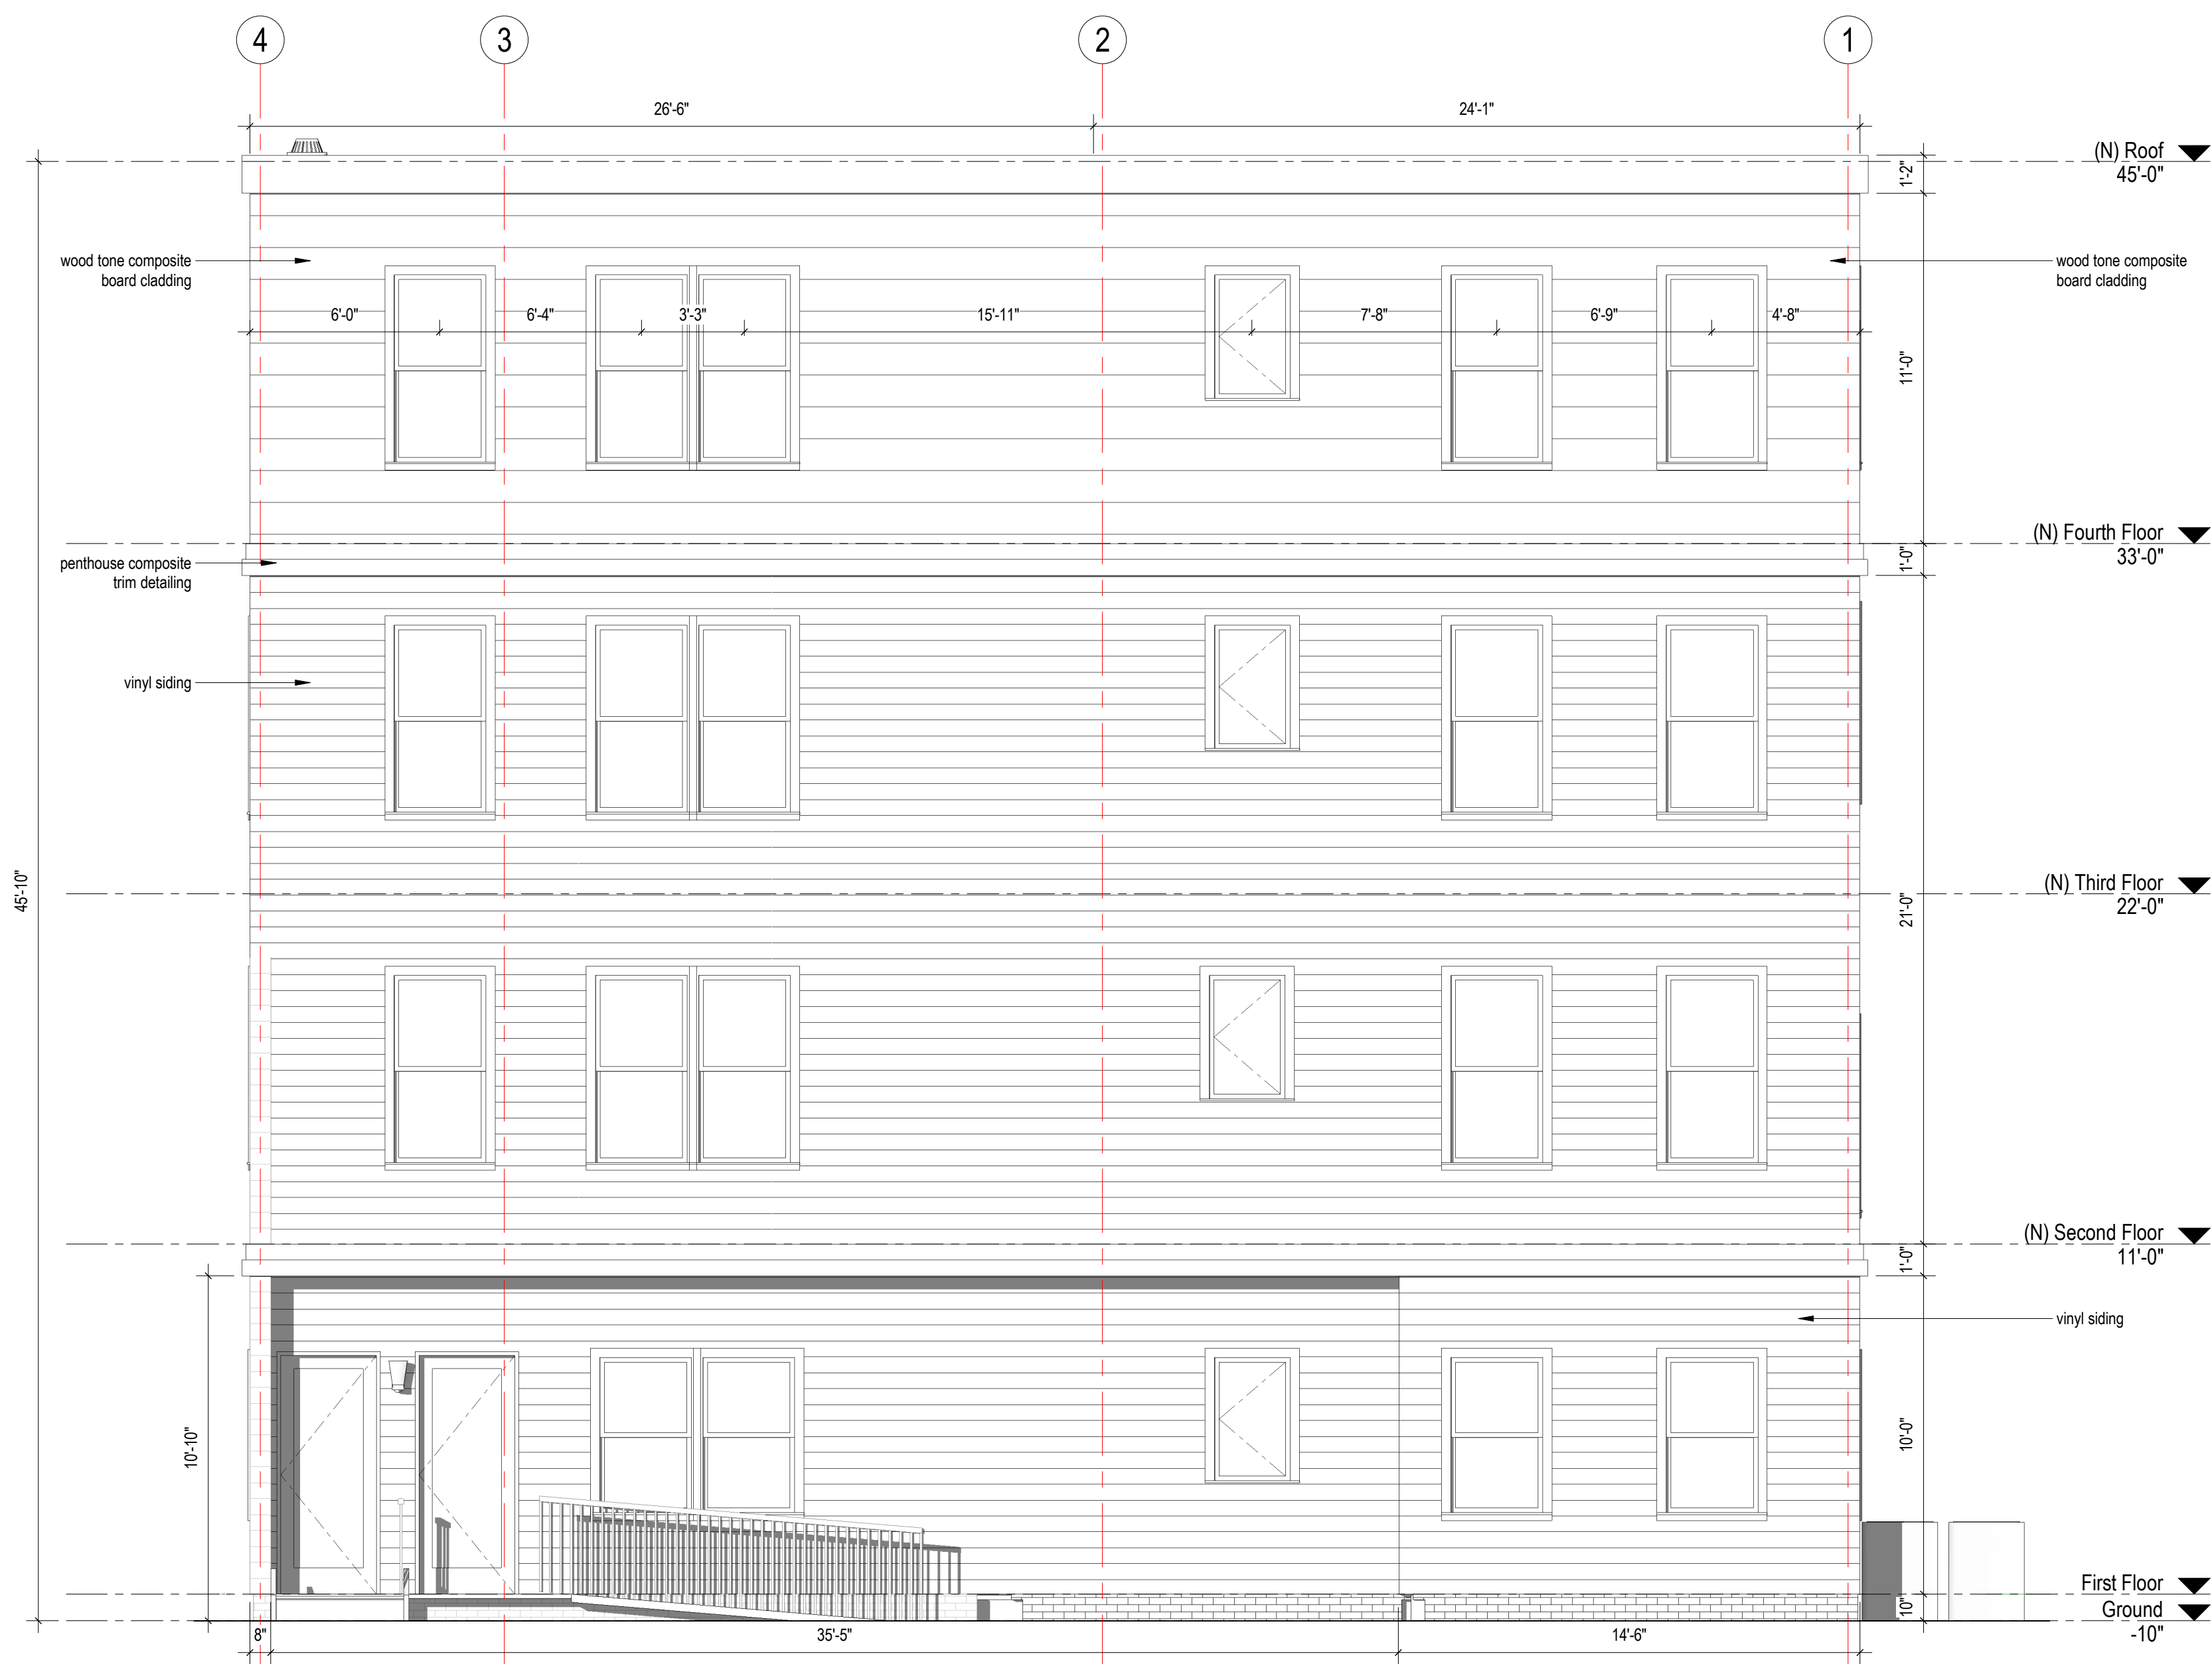 4
3
2
1
26'-6"
24'-1"
(N) Roof
45'-0"
1'-2"
wood tone composite
board cladding
wood tone composite
board cladding
6'-0"
6'-4"
3'-3"
15'-11"
7'-8"
6'-9"
4'-8"
11'-0"
(N) Fourth Floor
33'-0"
1'-0"
penthouse composite
trim detailing
vinyl siding
45'-10"
(N) Third Floor
22'-0"
21'-0"
(N) Second Floor
11'-0"
1'-0"
vinyl siding
10'-10"
10'-0"
First Floor
10"
Ground
-10"
8"
35'-5"
14'-6"